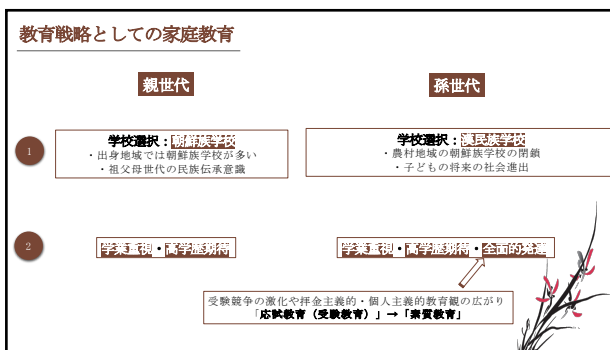 教育戦略としての家庭教育
親世代
孫世代
1
学校選択：朝鮮族学校
・出身地域では朝鮮族学校が多い
・祖父母世代の民族伝承意識
学校選択：漢民族学校
・農村地域の朝鮮族学校の閉鎖
・子どもの将来の社会進出
2
学業重視・高学歴期待
学業重視・高学歴期待・全面的発達
受験競争の激化や拝金主義的・個人主義的教育観の広がり
「応試教育（受験教育）」→「素質教育」